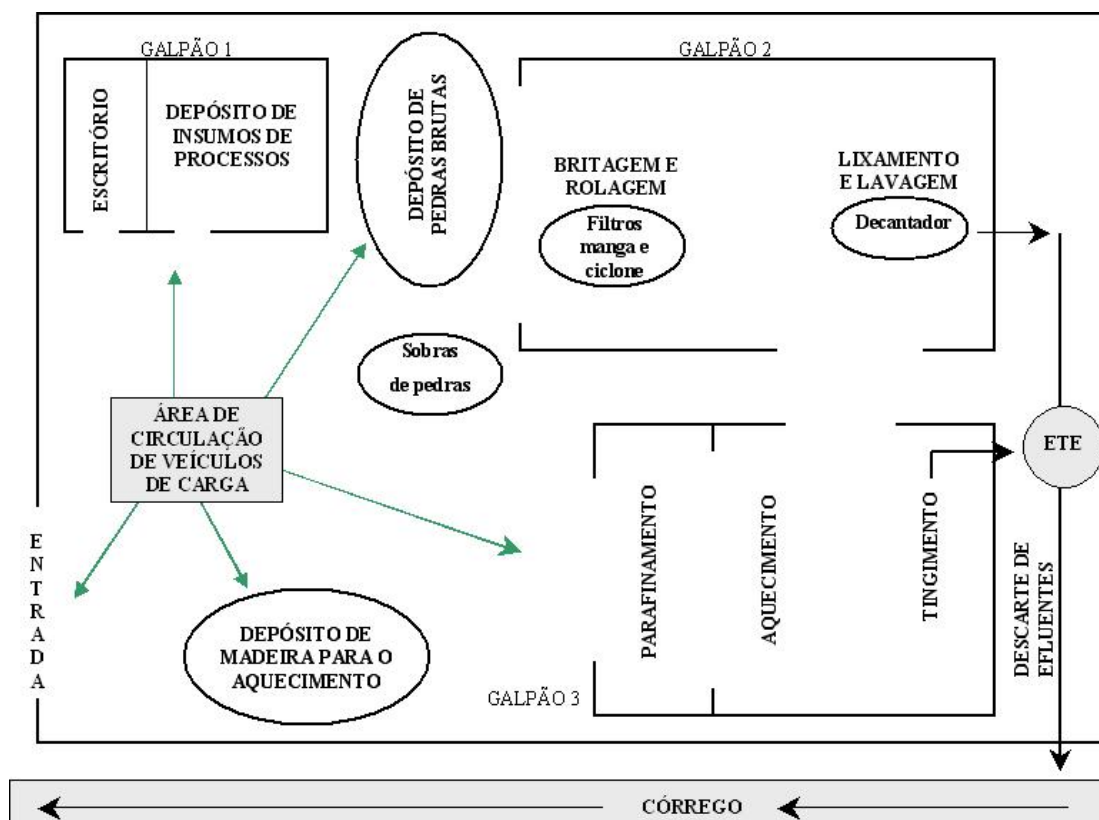 GALPÃO 1
ESCRITÓRIO
DEPÓSITO DE
INSUMOS DE
PROCESSOS
DEPÓSITO DE
PEDRAS BRUTAS
GALPÃO 2
BRITAGEM E
ROLAGEM
Filtros
manga e
ciclone
LIXAMENTO
E LAVAGEM
Decantador
Sobras
de pedras
ÁREA DE
CIRCULAÇÃO
DE VEÍCULOS
DE CARGA
ETE
ENTRADA
DEPÓSITO DE
MADEIRA PARA O
AQUECIMENTO
PARAFINAMENTO
AQUECIMENTO
TINGIMENTO
DESCARTE DE
EFLUENTES
GALPÃO 3
CÓRREGO